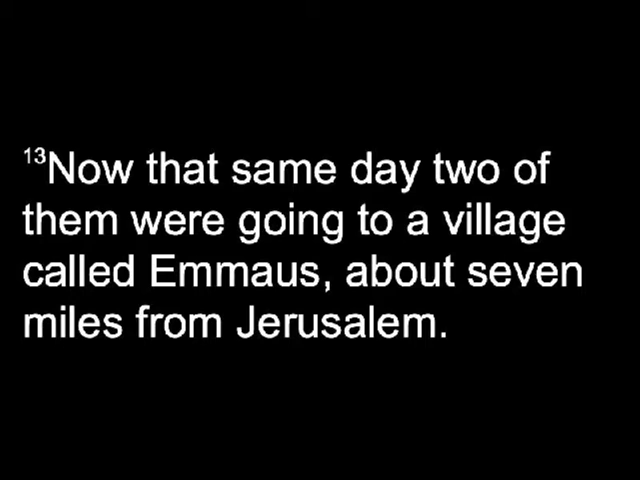 13Now that same day two of
them were going to a village
called Emmaus, about seven
miles from Jerusalem.